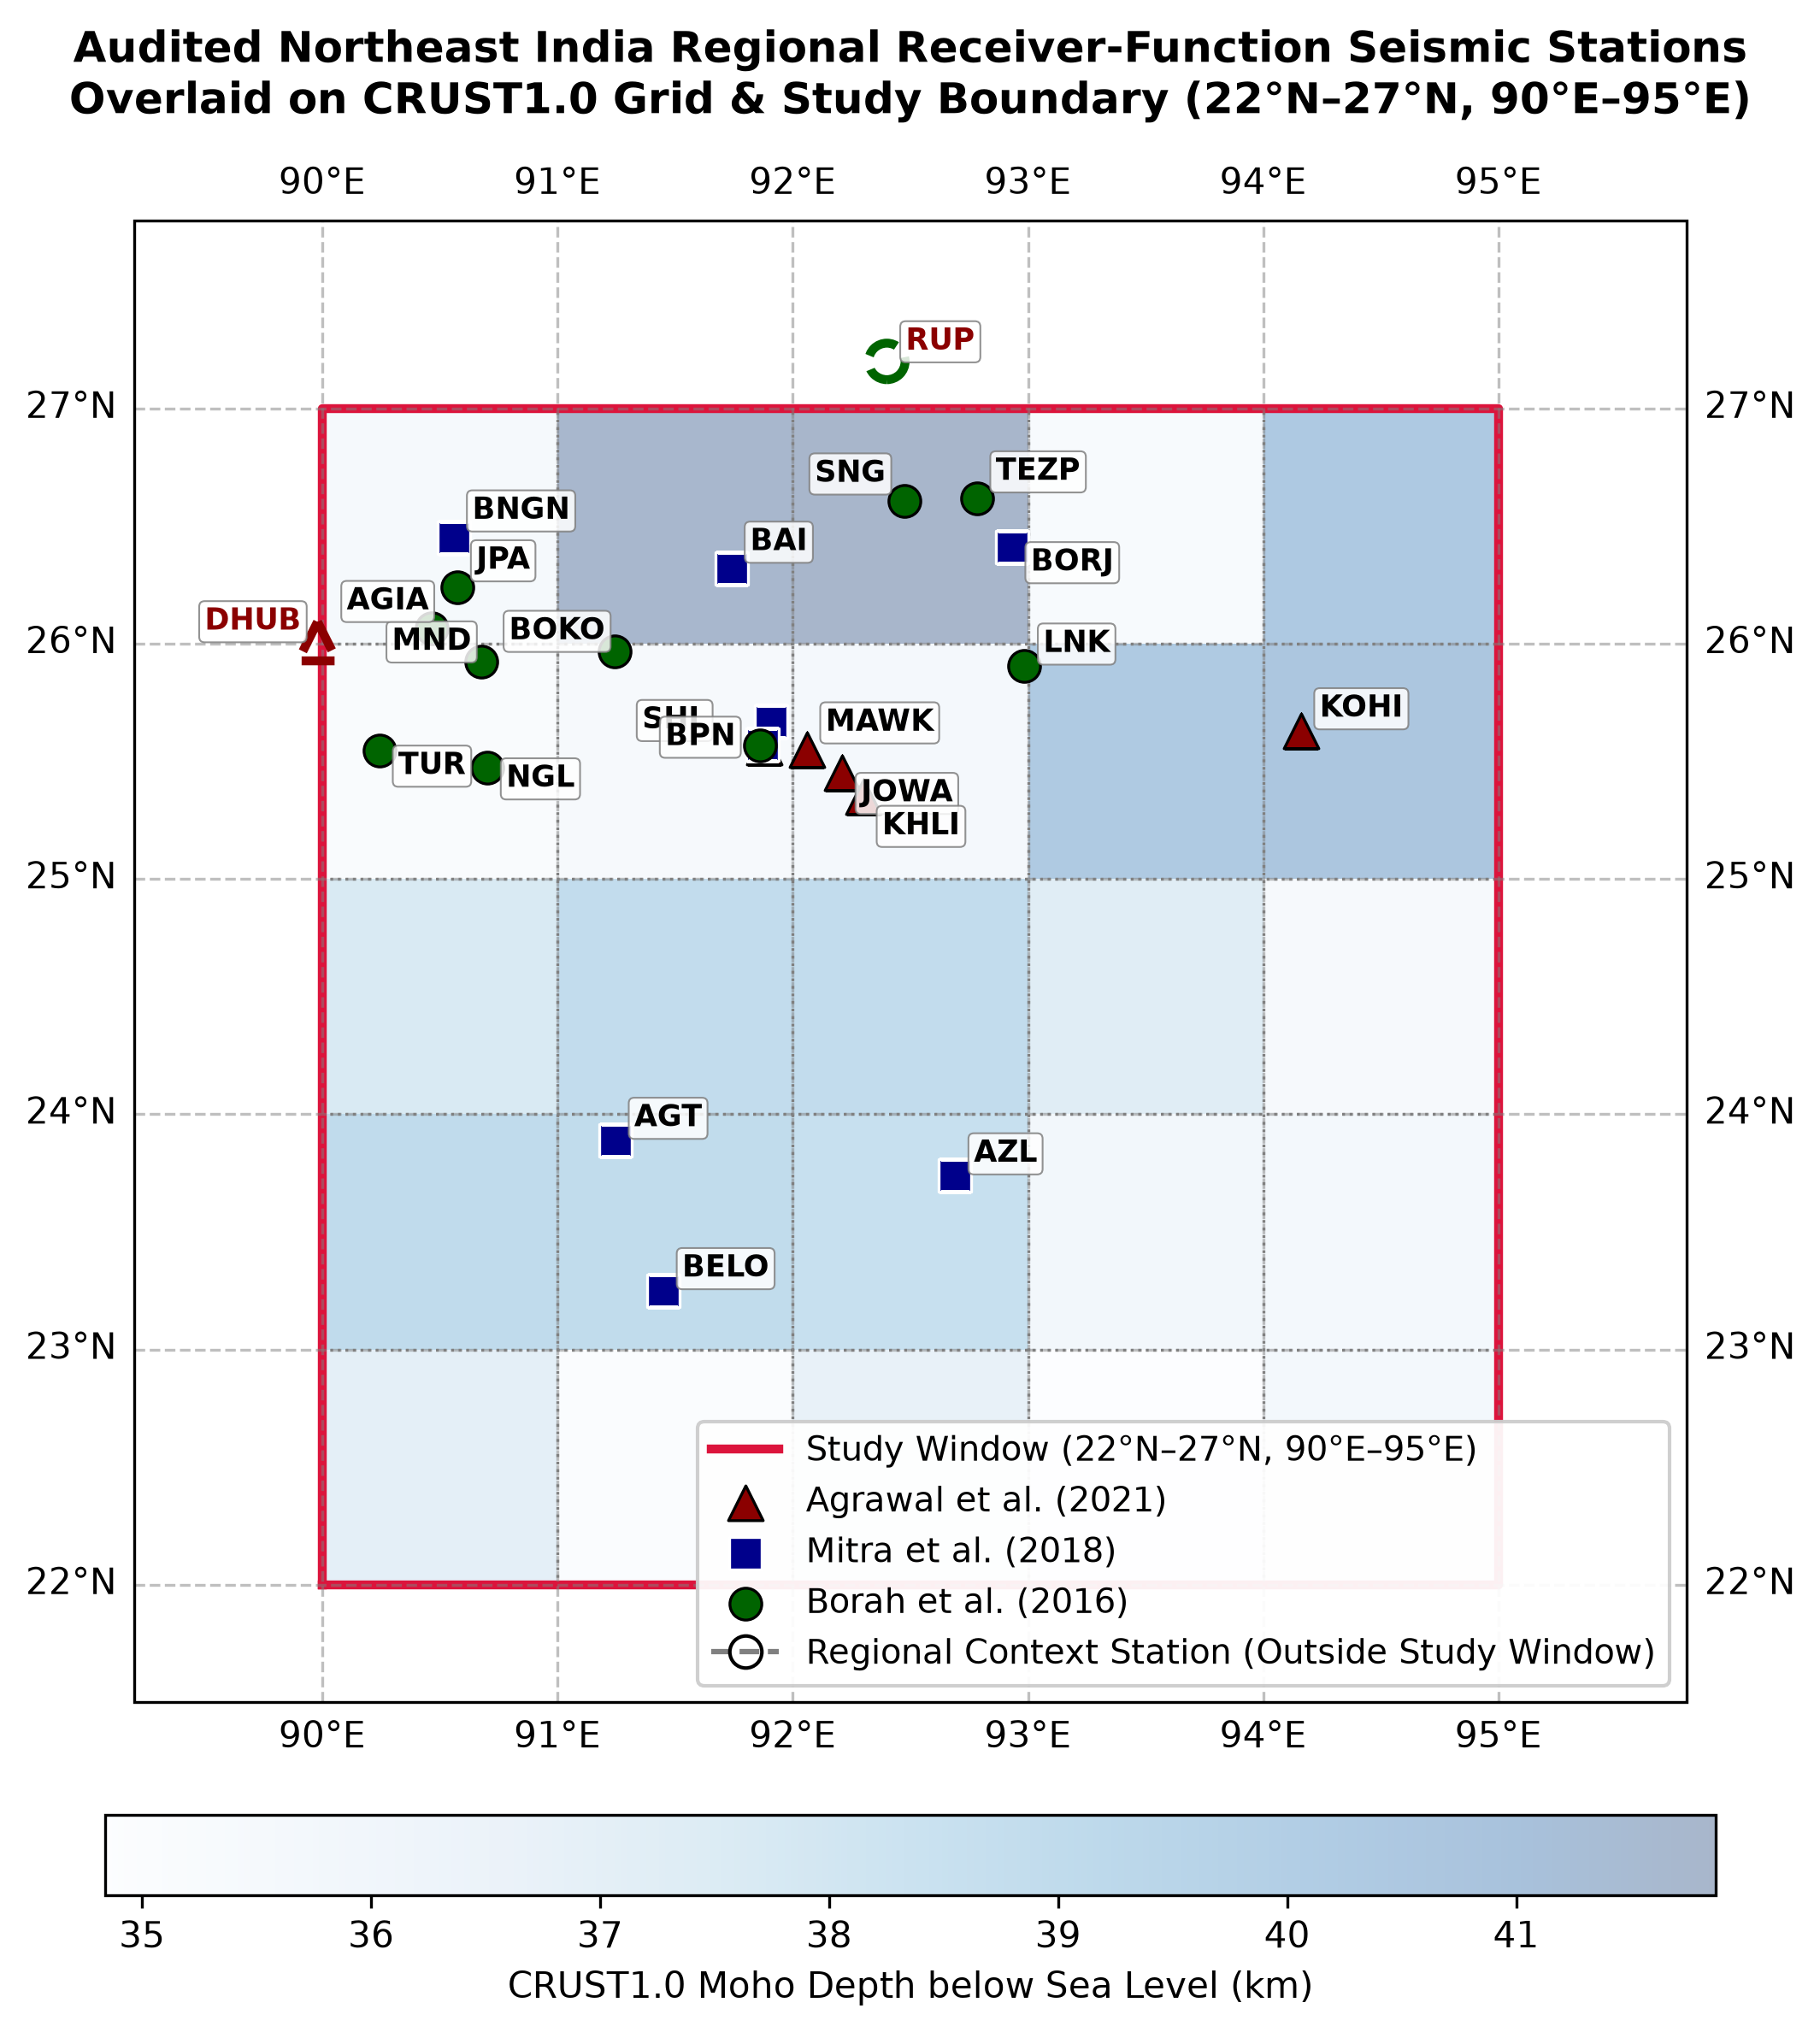 Audited Northeast India Regional Receiver-Function Seismic Stations
Overlaid on CRUST1.0 Grid & Study Boundary (22°N–27°N, 90°E–95°E)
90°E 91°E 92°E 93°E 94°E 95°E
RUP
27°N 27°N
SNG TEZP
BNGN
BAI
JPA BORJ
AGIA
DHUB
MND BOKO LNK
26°N 26°N
KOHI
MAWK
BPN
TUR NGL
JOWA
KHLI
25°N 25°N
24°N 24°N
AGT
AZL
BELO
23°N 23°N
Study Window (22°N–27°N, 90°E–95°E)
Agrawal et al. (2021)
Mitra et al. (2018)
22°N 22°N
Borah et al. (2016)
Regional Context Station (Outside Study Window)
90°E 91°E 92°E 93°E 94°E 95°E
35 36 37 38 39 40 41
CRUST1.0 Moho Depth below Sea Level (km)